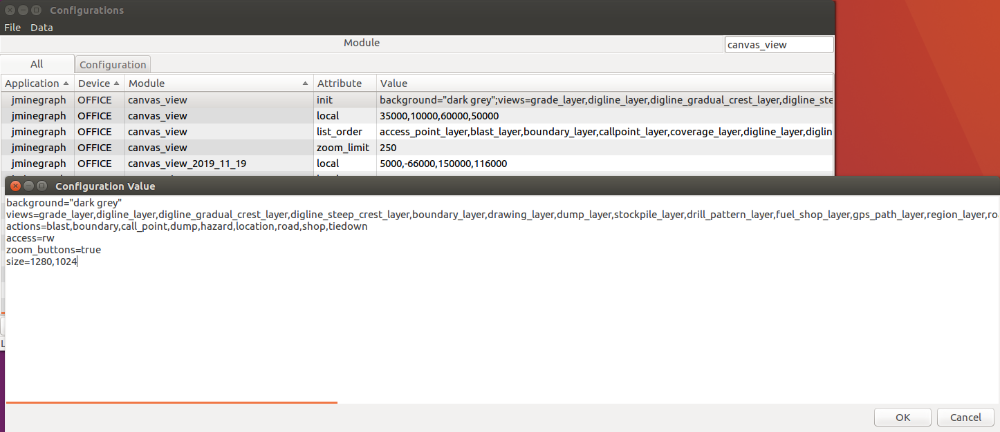 Configurations
File Data
Module canvas_view
All Configuration
Application Device Module Attribute Value
jminegraph OFFICE canvas_view init background="dark grey";views=grade_layer,digline_layer,digline_gradual_crest_layer,digline_ste
jminegraph OFFICE canvas_view local 35000,10000,60000,50000
jminegraph OFFICE canvas_view list_order access_point_layer,blast_layer,boundary_layer,callpoint_layer,coverage_layer,digline_layer,diglin
jminegraph OFFICE canvas_view zoom_limit 250
jminegraph OFFICE canvas_view_2019_11_19 local 5000,-66000,150000,116000
Configuration Value
background="dark grey"
views=grade_layer,digline_layer,digline_gradual_crest_layer,digline_steep_crest_layer,boundary_layer,drawing_layer,dump_layer,stockpile_layer,drill_pattern_layer,fuel_shop_layer,gps_path_layer,region_layer,ro
actions=blast,boundary,call_point,dump,hazard,location,road,shop,tiedown
access=rw
zoom_buttons=true
size=1280,1024
OK Cancel